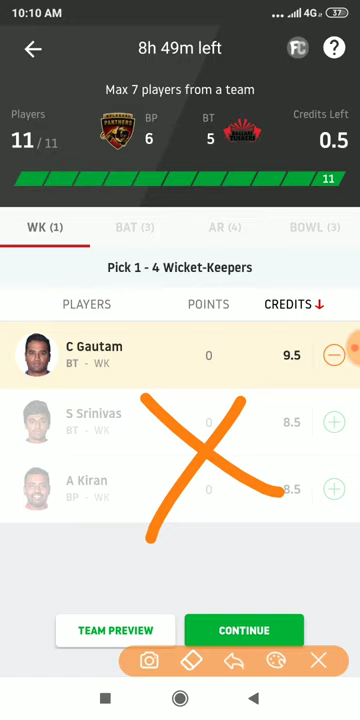 10:10 AM ... 4G 37
8h 49m left
FC ?
Max 7 players from a team
Players BP BT Credits Left
11 / 11 6 5 0.5
PANTHERS
TUSKERS
11
WK (1) BAT (3) AR (4) BOWL (3)
Pick 1 - 4 Wicket-Keepers
PLAYERS POINTS CREDITS
C Gautam
BT - WK 0 9.5
S Srinivas
BT - WK 0 8.5
A Kiran
BP - WK 0 8.5
TEAM PREVIEW CONTINUE